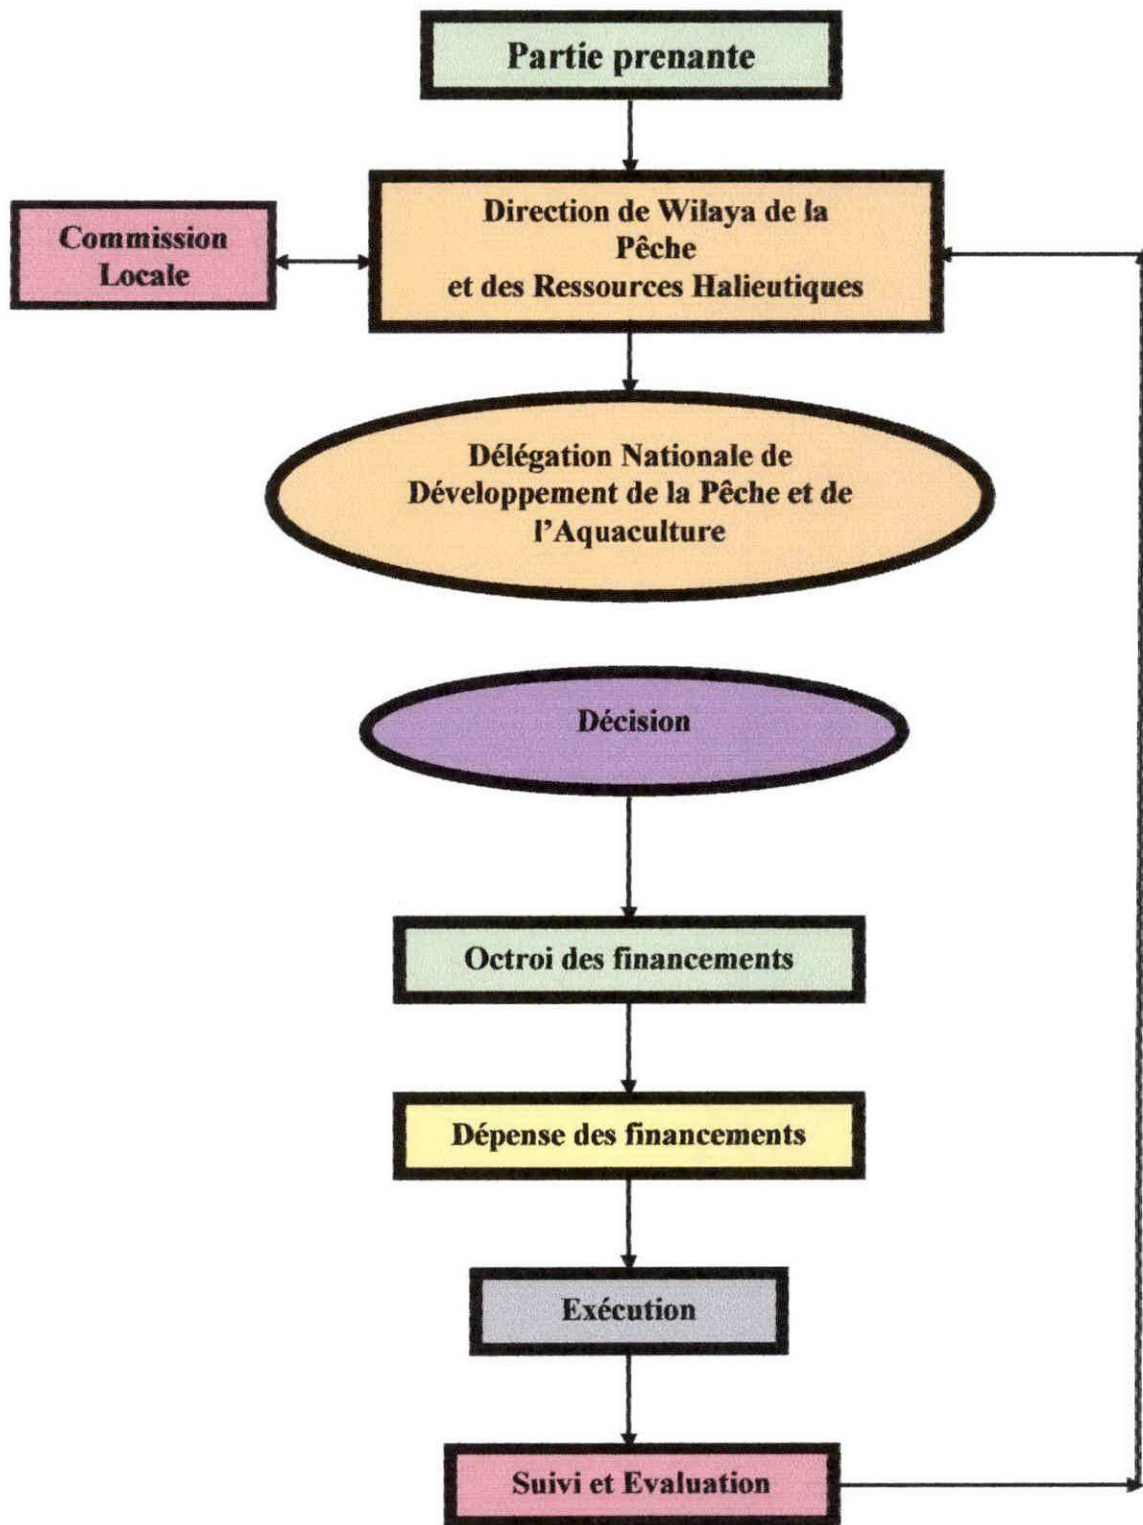 Partie prenante
Direction de Wilaya de la
Pêche
et des Ressources Halieutiques
Commission
Locale
Délégation Nationale de
Développement de la Pêche et de
l'Aquaculture
Décision
Octroi des financements
Dépense des financements
Exécution
Suivi et Evaluation